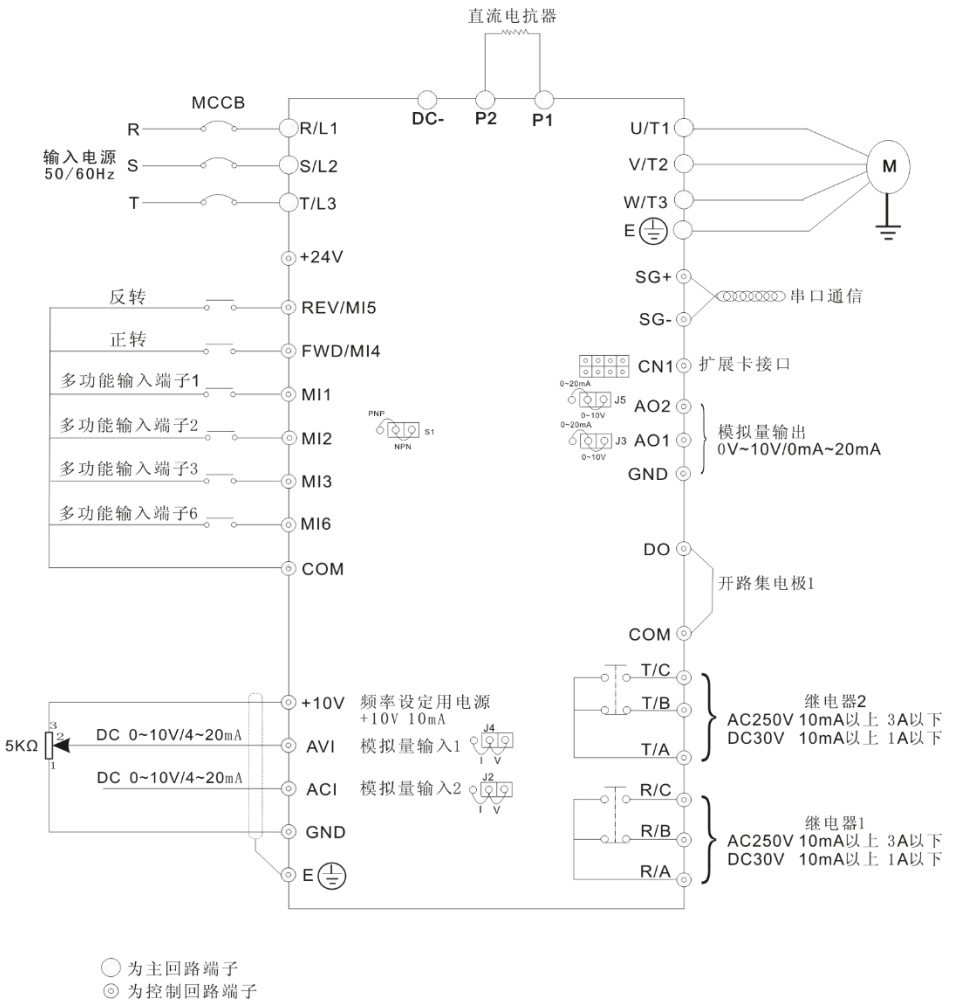 直流电抗器
MCCB
DC-
P2
P1
R
R/L1
输入电源
50/60Hz
S
S/L2
T
T/L3
+24V
反转
REV/MI5
正转
FWD/MI4
多功能输入端子1
MI1
多功能输入端子2
MI2
多功能输入端子3
MI3
多功能输入端子6
MI6
COM
PNP
S1
NPN
U/T1
V/T2
W/T3
E
M
SG+
SG-
串口通信
CN1
扩展卡接口
0~20mA
J5
0~10V
AO2
0~20mA
J3
0~10V
AO1
GND
模拟量输出
0V~10V/0mA~20mA
DO
COM
开路集电极1
T/C
T/B
T/A
继电器2
AC250V 10mA以上 3A以下
DC30V 10mA以上 1A以下
R/C
R/B
R/A
继电器1
AC250V 10mA以上 3A以下
DC30V 10mA以上 1A以下
+10V
频率设定用电源
+10V 10mA
5KΩ
3
2
1
DC 0~10V/4~20mA
AVI
模拟量输入1
J4
I V
DC 0~10V/4~20mA
ACI
模拟量输入2
J2
I V
GND
E
为主回路端子
为控制回路端子